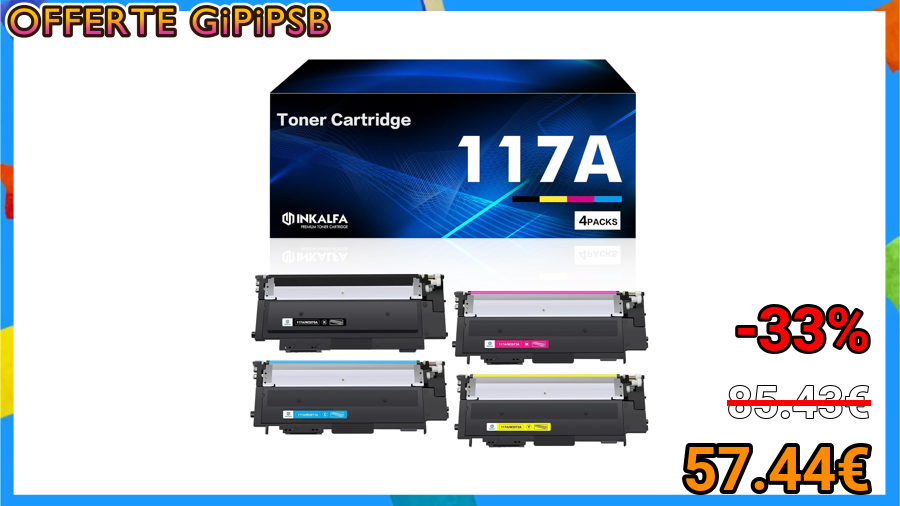 OFFERTE GiPiPSB
Toner Cartridge
117A
INKALFA
PREMIUM TONER CARTRIDGE
4PACKS
-33%
85.43€
57.44€